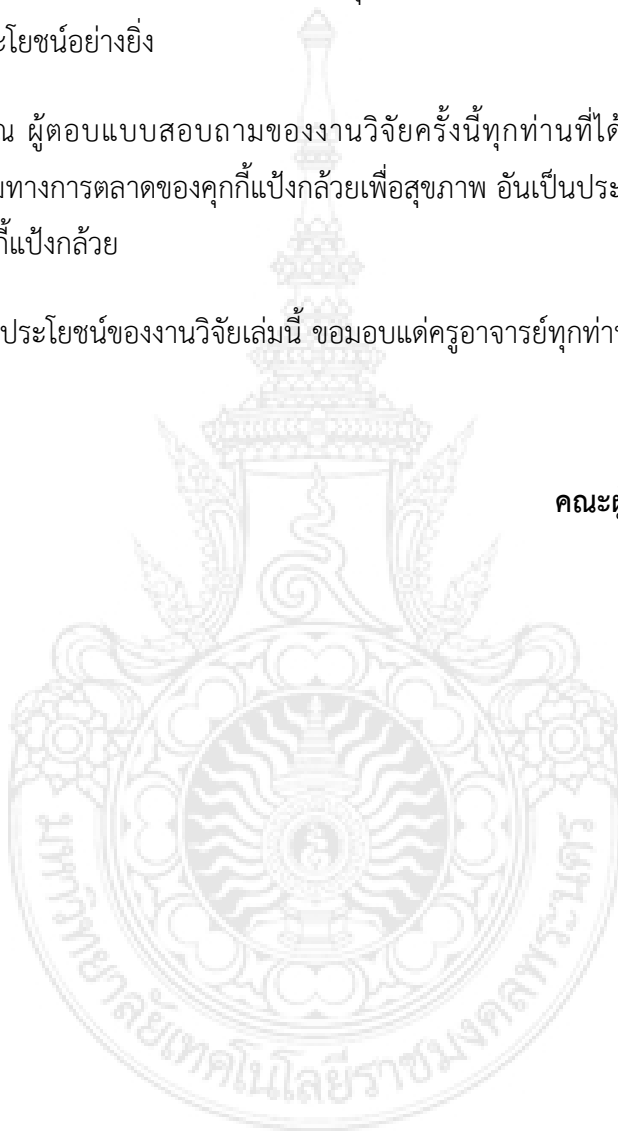 ะโยชน์อย่างยิ่ง
ณ ผู้ตอบแบบสอบถามของงานวิจัยครั้งนี้ทุกท่านที่ได้
มทางการตลาดของคุกกี้แป้งกล้วยเพื่อสุขภาพ อันเป็นประ
กี้แป้งกล้วย
ประโยชน์ของงานวิจัยเล่มนี้ ขอมอบแด่ครูอาจารย์ทุกท่าน
คณะผู
มหาวิทยาลัยเทคโนโลยีราชมงคลพระนคร